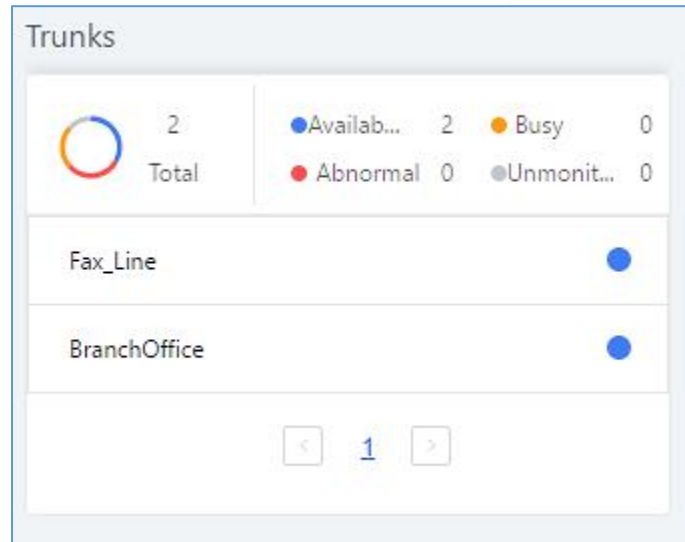 Trunks
2
Total
Availab... 2 Busy 0
Abnormal 0 Unmonit... 0
Fax_Line
BranchOffice
< 1 >